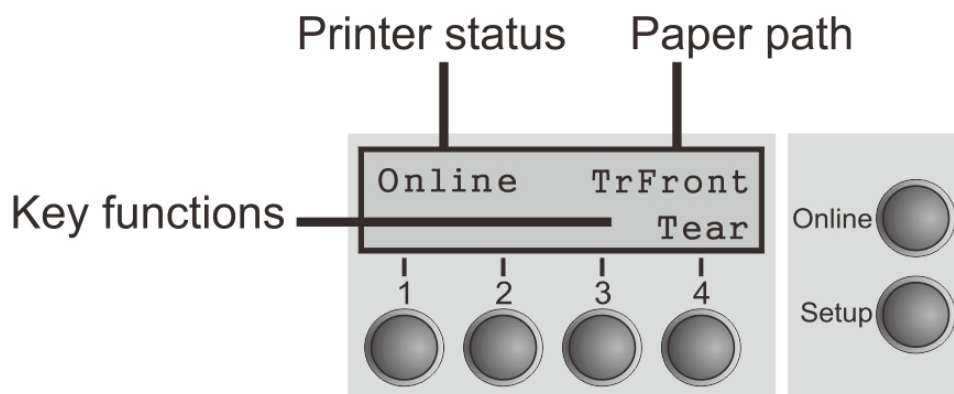 Printer status Paper path
Online TrFront
Key functions
Tear
1 2 3 4
Online
Setup